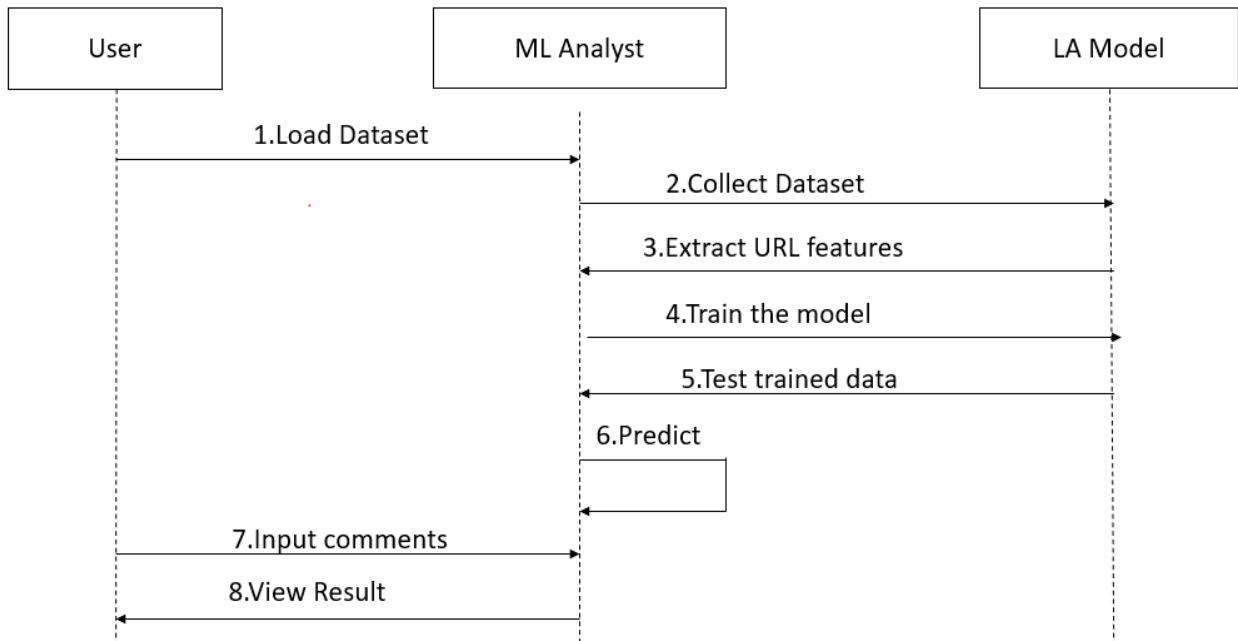 User
ML Analyst
LA Model
1.Load Dataset
2.Collect Dataset
3.Extract URL features
4.Train the model
5.Test trained data
6.Predict
7.Input comments
8.View Result